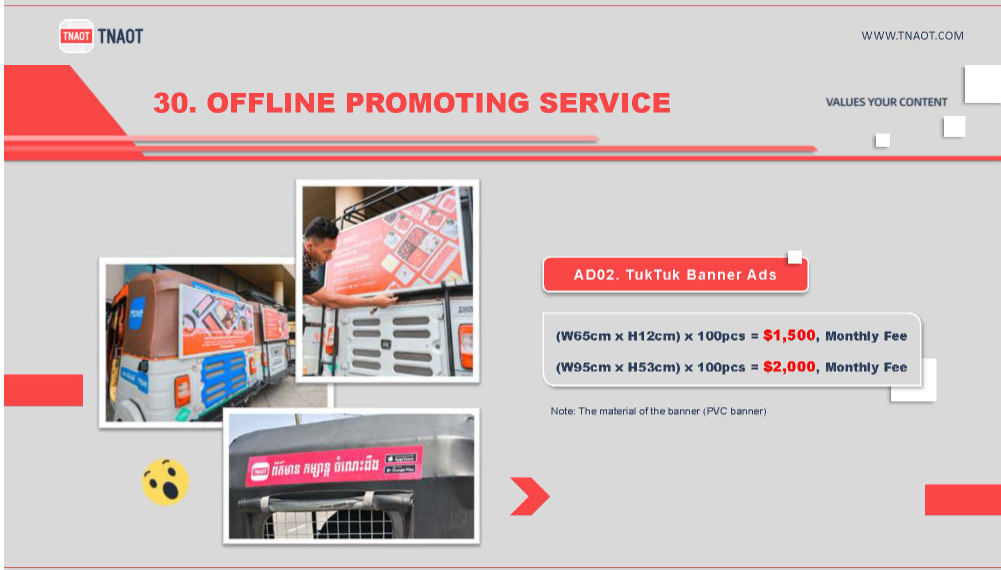 TNAOT TNAOT
WWW.TNAOT.COM
30. OFFLINE PROMOTING SERVICE
VALUES YOUR CONTENT
AD02. TukTuk Banner Ads
(W65cm x H12cm) x 100pcs = $1,500, Monthly Fee
(W95cm x H53cm) x 100pcs = $2,000, Monthly Fee
Note: The material of the banner (PVC banner)
TNAOT ព័ត៌មាន កម្សាន្ត ចំណេះដឹង